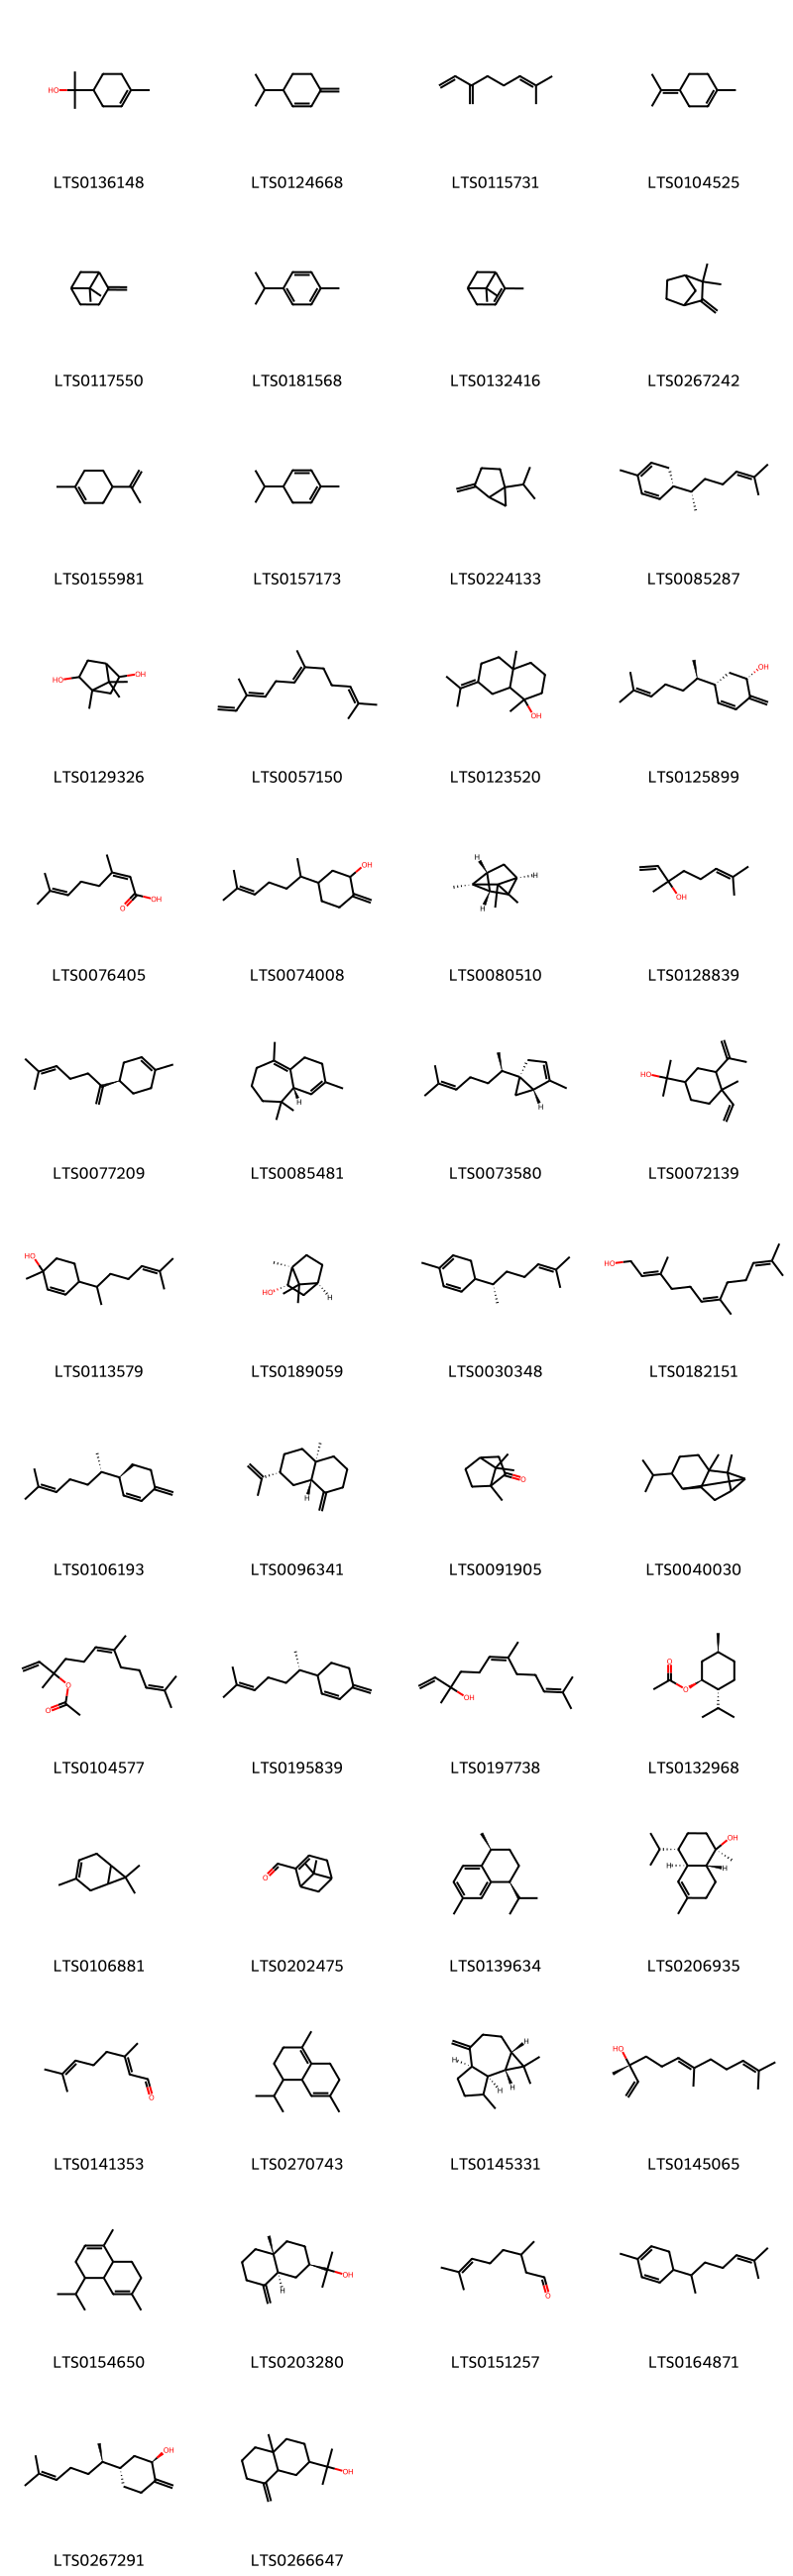 HO
LTS0136148 LTS0124668 LTS0115731 LTS0104525
LTS0117550 LTS0181568 LTS0132416 LTS0267242
LTS0155981 LTS0157173 LTS0224133 LTS0085287
HO OH OH OH
LTS0129326 LTS0057150 LTS0123520 LTS0125899
O OH OH H H H OH
LTS0076405 LTS0074008 LTS0080510 LTS0128839
H H HO
LTS0077209 LTS0085481 LTS0073580 LTS0072139
HO HO H HO
LTS0113579 LTS0189059 LTS0030348 LTS0182151
H O
LTS0106193 LTS0096341 LTS0091905 LTS0040030
O O OH O O
LTS0104577 LTS0195839 LTS0197738 LTS0132968
O OH H H
LTS0106881 LTS0202475 LTS0139634 LTS0206935
O H H H H HO
LTS0141353 LTS0270743 LTS0145331 LTS0145065
H OH O
LTS0154650 LTS0203280 LTS0151257 LTS0164871
OH OH
LTS0267291 LTS0266647